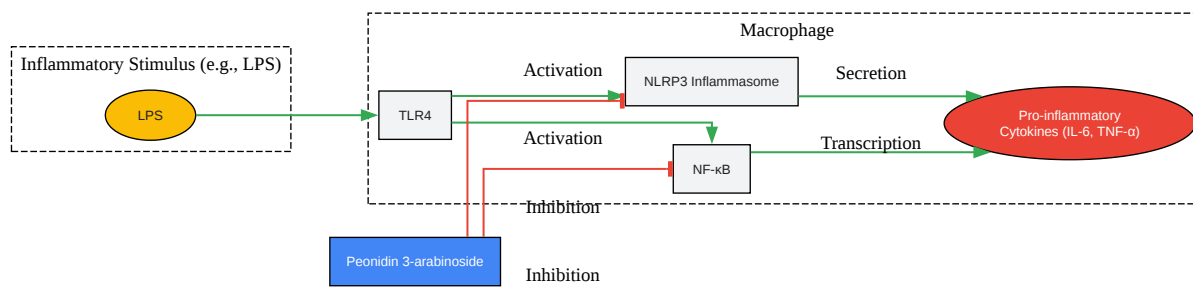 Macrophage
Inflammatory Stimulus (e.g., LPS)
LPS
TLR4
Activation
Activation
NLRP3 Inflammasome
NF-κB
Secretion
Transcription
Pro-inflammatory
Cytokines (IL-6, TNF-α)
Inhibition
Peonidin 3-arabinoside
Inhibition